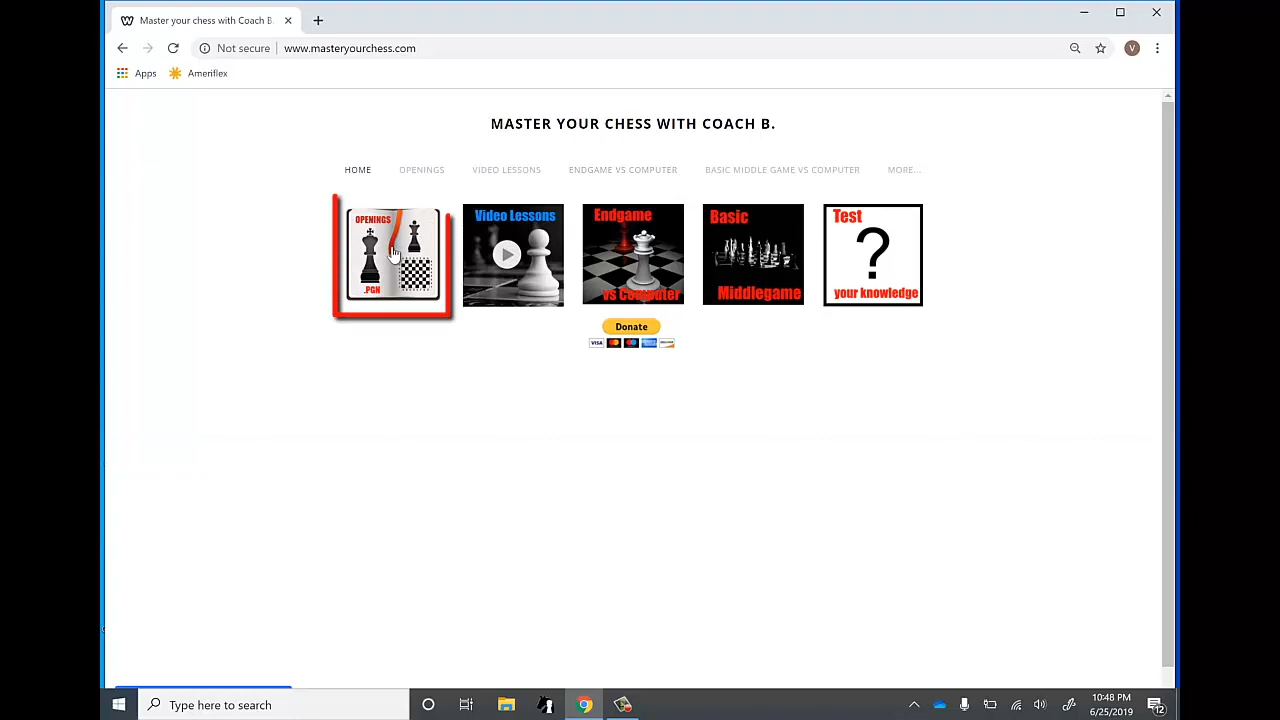 Master your chess with Coach B.
Not secure
www.masteryourchess.com
V
Apps
Ameriflex
MASTER YOUR CHESS WITH COACH B.
HOME
OPENINGS
VIDEO LESSONS
ENDGAME VS COMPUTER
BASIC MIDDLE GAME VS COMPUTER
MORE...
OPENINGS
.PGN
Video Lessons
Endgame
vs Computer
Basic
Middlegame
Test
?
your knowledge
Donate
VISA
Type here to search
10:48 PM
6/25/2019
12